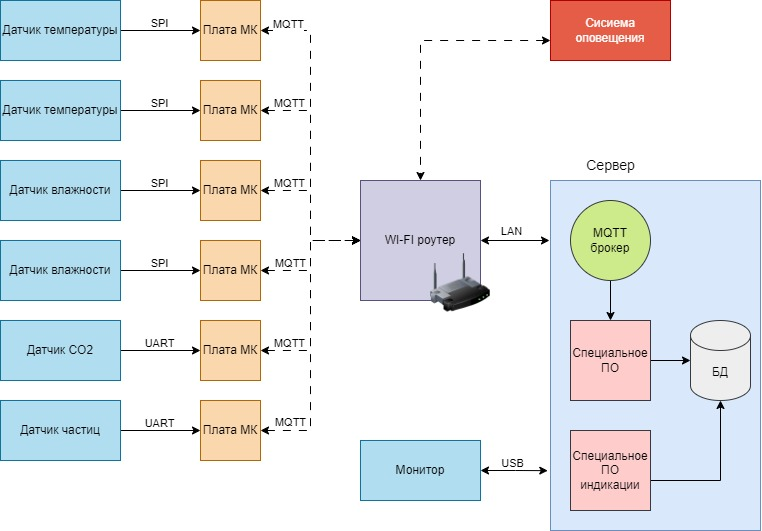 Датчик температуры
SPI
Плата МК
MQTT
Сисиема
оповещения
Датчик температуры
SPI
Плата МК
MQTT
Датчик влажности
SPI
Плата МК
MQTT
Сервер
WI-FI роутер
LAN
MQTT
брокер
Датчик влажности
SPI
Плата МК
MQTT
Датчик CO2
UART
Плата МК
MQTT
Специальное
ПО
БД
Датчик частиц
UART
Плата МК
MQTT
Монитор
USB
Специальное
ПО
индикации